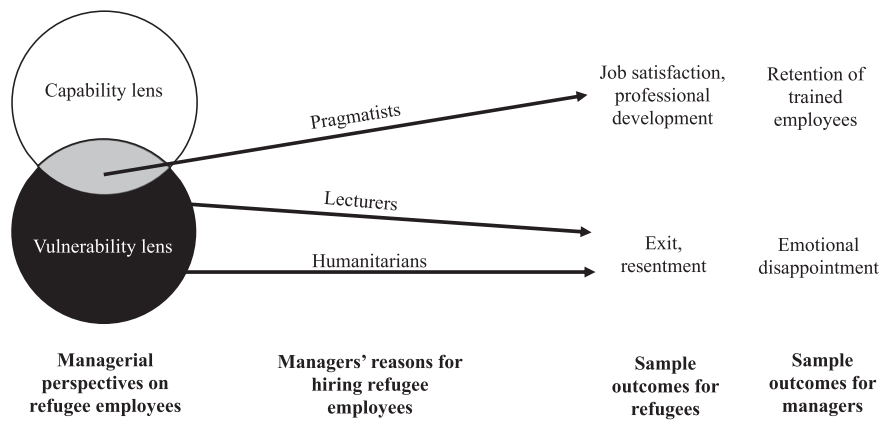 Capability lens
Vulnerability lens
Pragmatists
Lecturers
Humanitarians
Job satisfaction,
professional
development
Retention of
trained
employees
Exit,
resentment
Emotional
disappointment
Managerial
perspectives on
refugee employees
Managers’ reasons for
hiring refugee
employees
Sample
outcomes for
refugees
Sample
outcomes for
managers